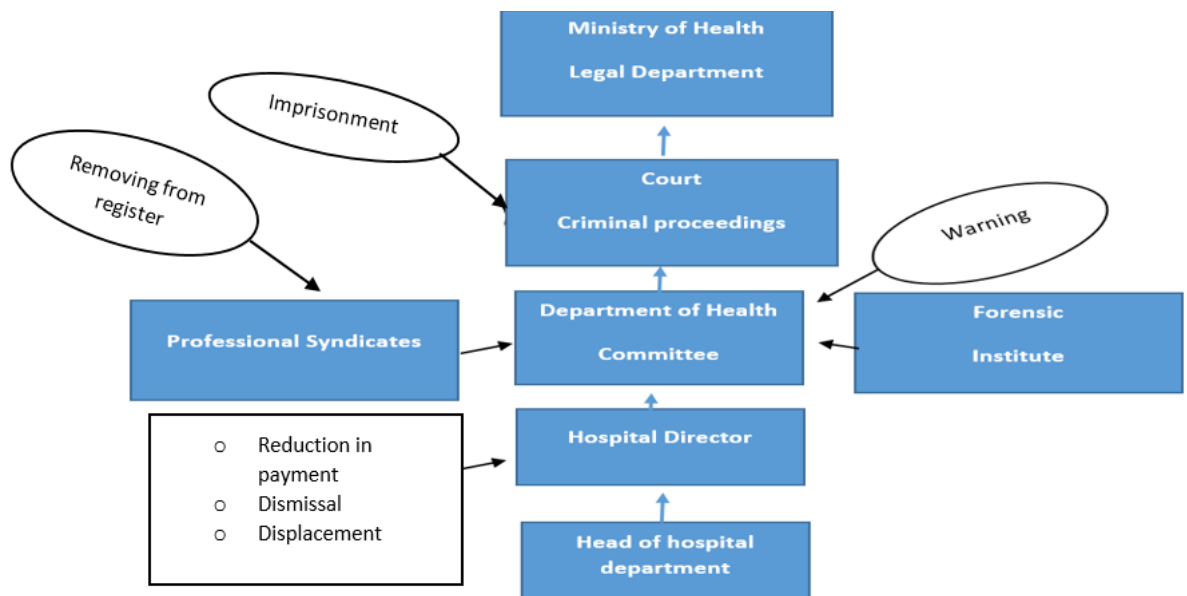 Ministry of Health
Legal Department
Imprisonment
Removing from
register
Court
Criminal proceedings
Warning
Professional Syndicates
Department of Health
Committee
Forensic
Institute
o Reduction in
payment
o Dismissal
o Displacement
Hospital Director
Head of hospital
department